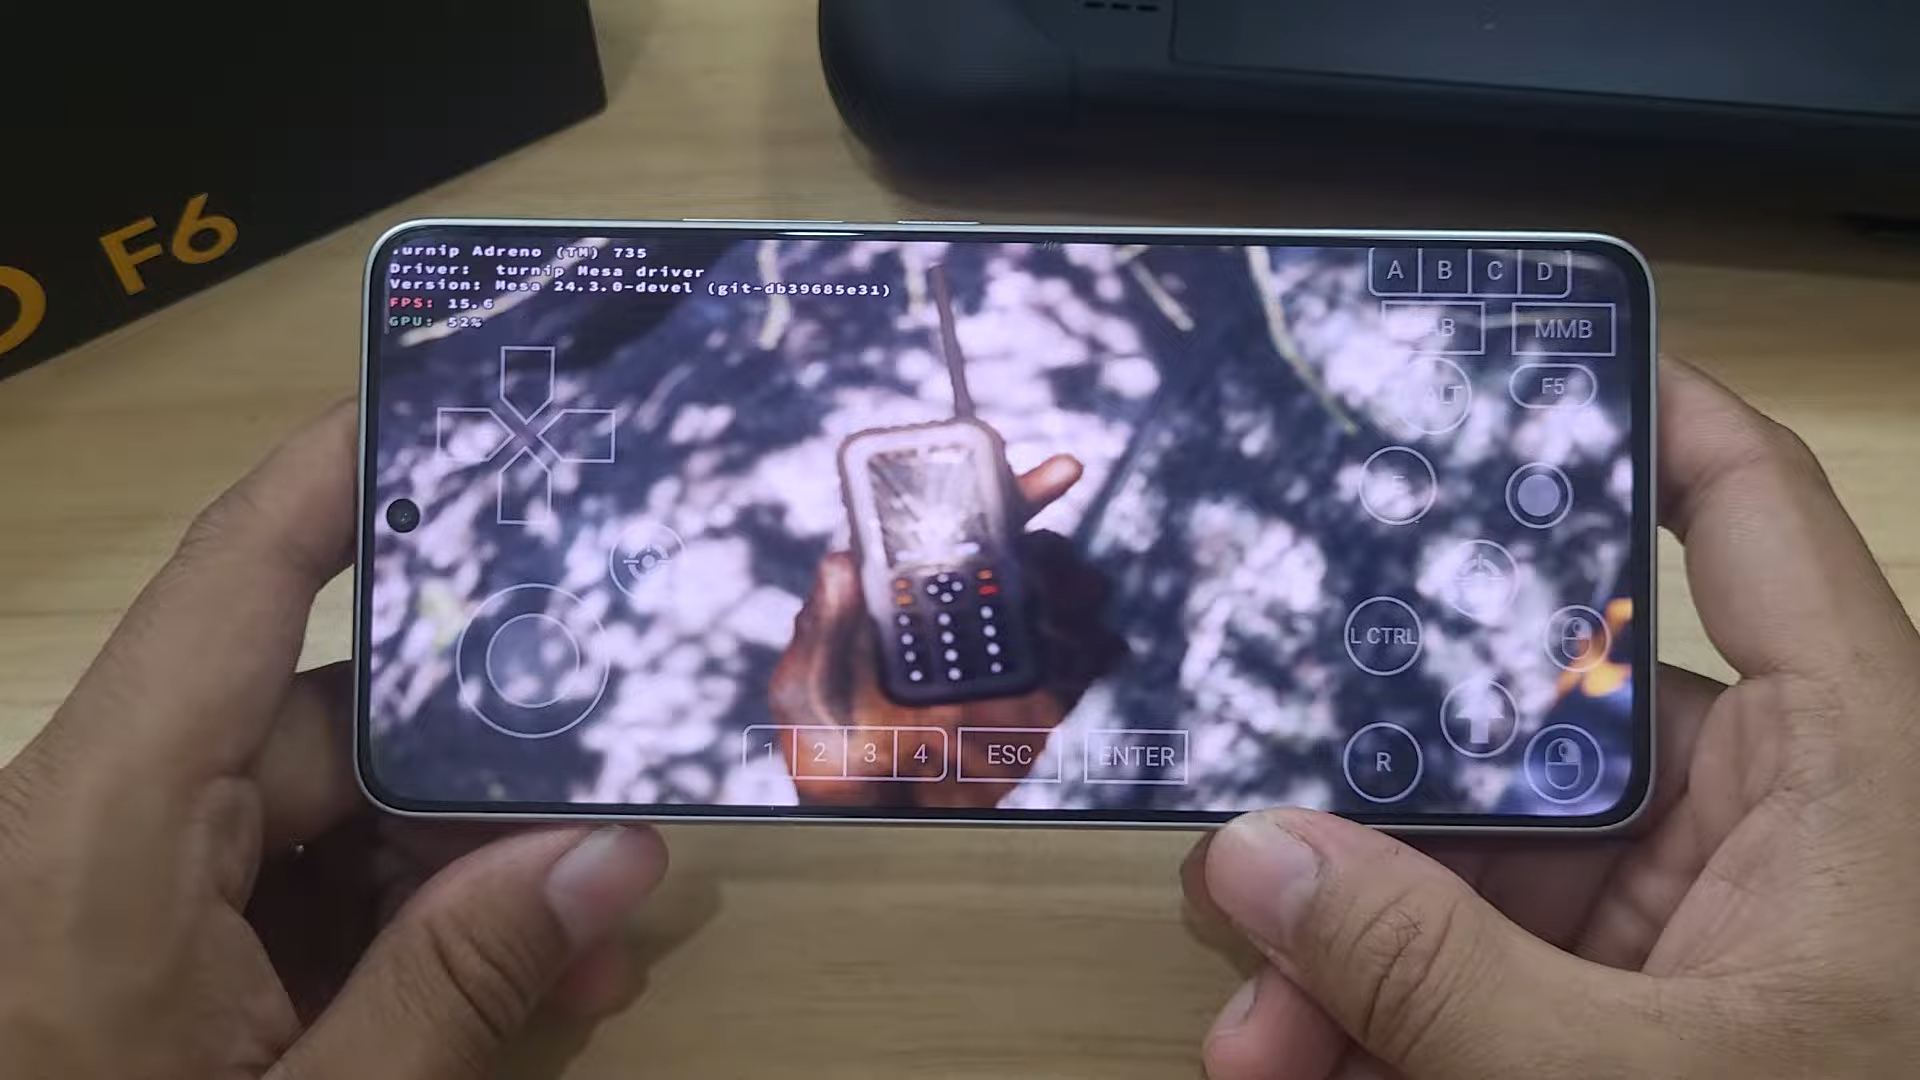 F6
Turnip Adreno (TM) 735
Driver: turnip Mesa driver
Version: Mesa 24.3.0-devel (git-db39685e31)
FPS: 15.6
GPU: 52%
A B C D
MMB
ALT
F5
L CTRL
1 2 3 4 ESC ENTER
R